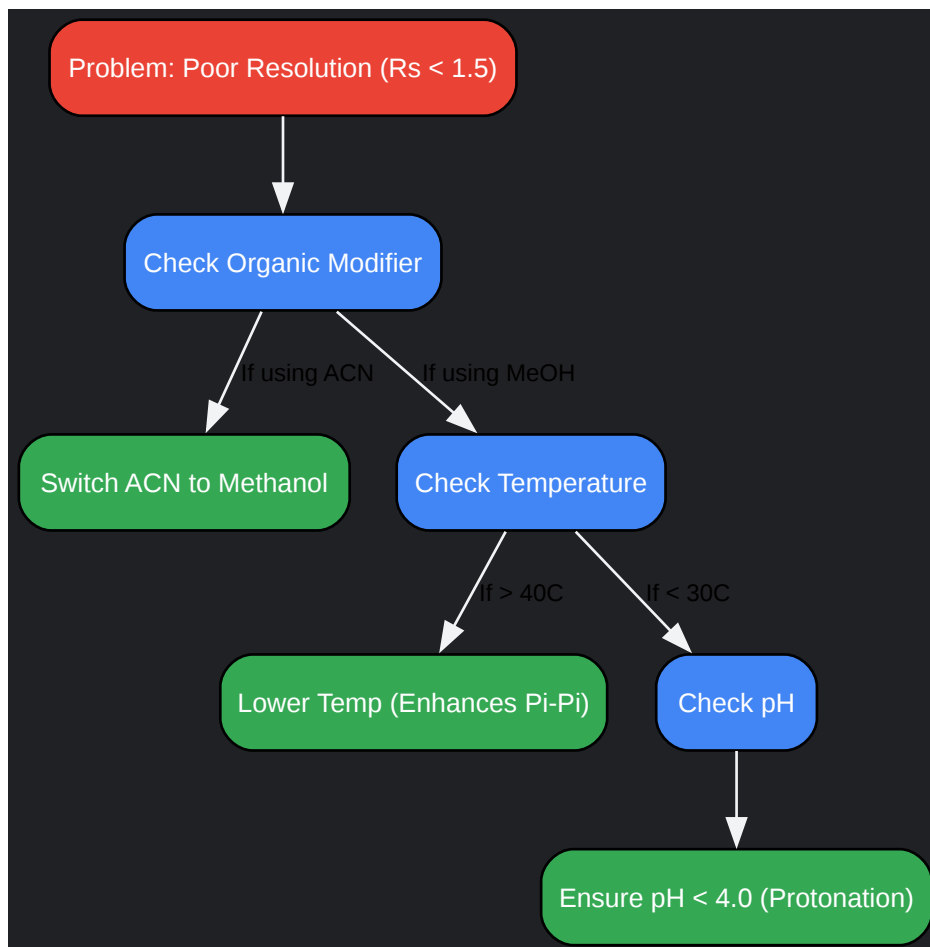 Problem: Poor Resolution (Rs < 1.5)
Check Organic Modifier
If using ACN
If using MeOH
Switch ACN to Methanol
Check Temperature
If > 40C
If < 30C
Lower Temp (Enhances Pi-Pi)
Check pH
Ensure pH < 4.0 (Protonation)